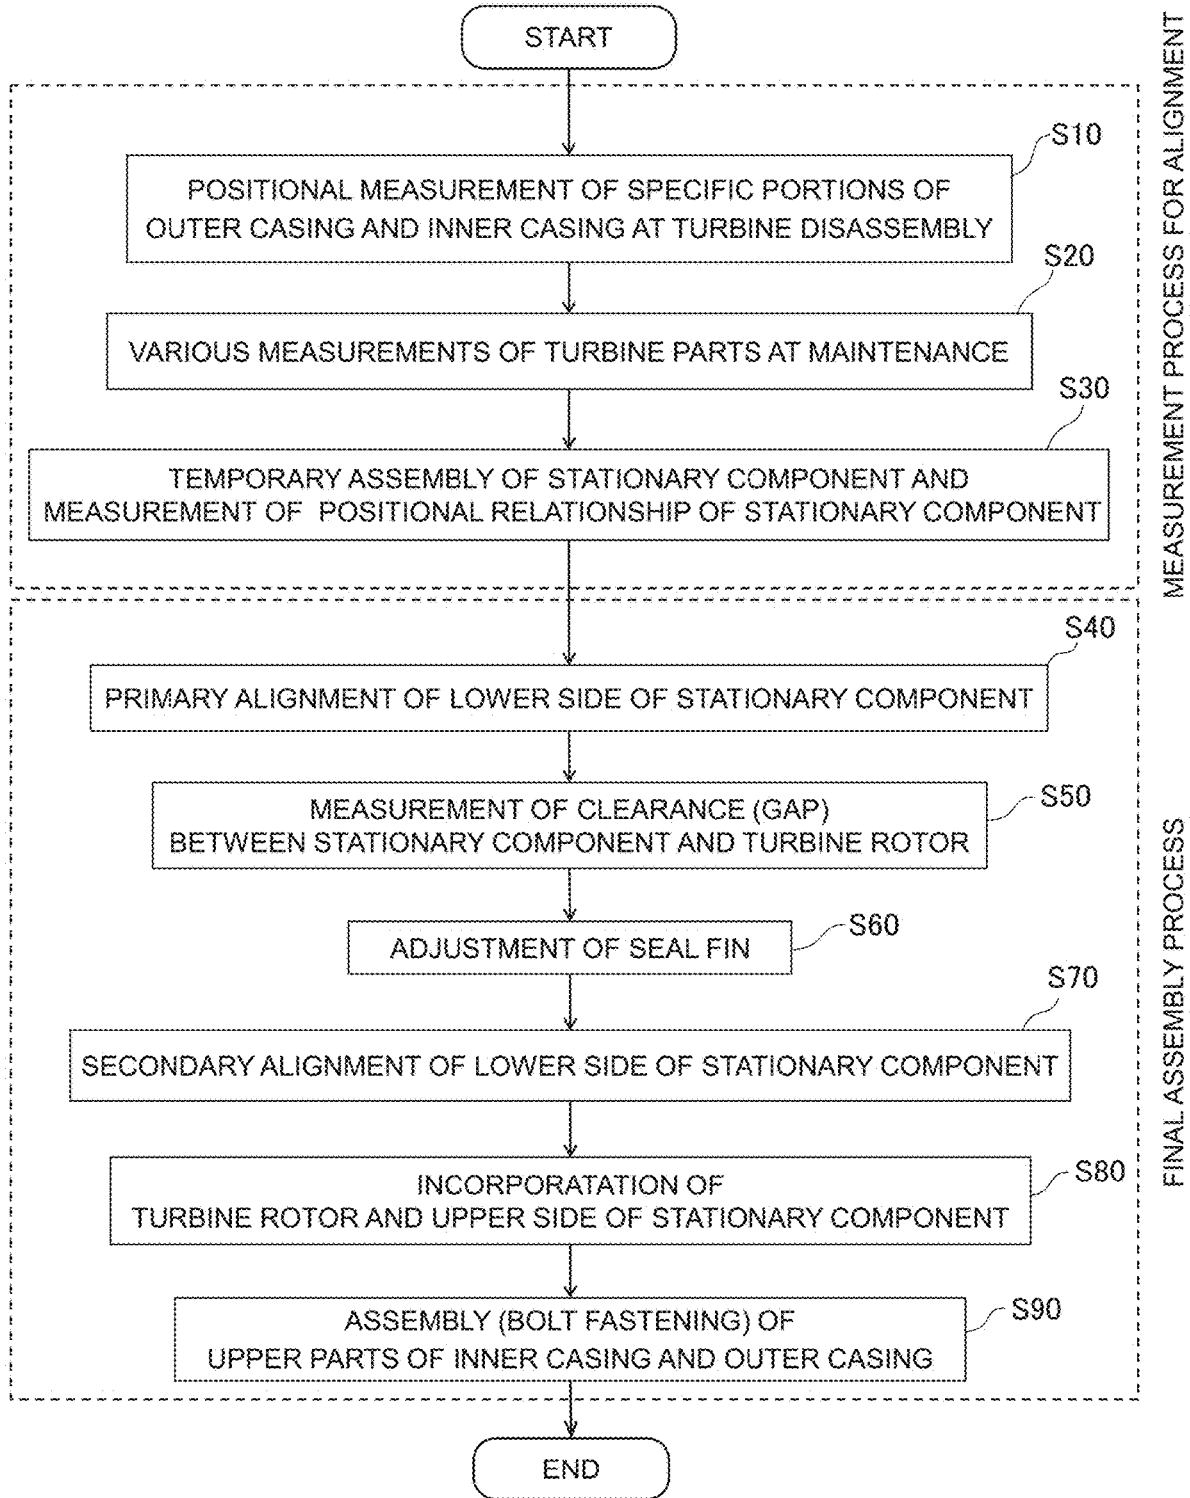 START
MEASUREMENT PROCESS FOR ALIGNMENT
S10
POSITIONAL MEASUREMENT OF SPECIFIC PORTIONS OF
OUTER CASING AND INNER CASING AT TURBINE DISASSEMBLY
S20
VARIOUS MEASUREMENTS OF TURBINE PARTS AT MAINTENANCE
S30
TEMPORARY ASSEMBLY OF STATIONARY COMPONENT AND
MEASUREMENT OF POSITIONAL RELATIONSHIP OF STATIONARY COMPONENT
FINAL ASSEMBLY PROCESS
S40
PRIMARY ALIGNMENT OF LOWER SIDE OF STATIONARY COMPONENT
S50
MEASUREMENT OF CLEARANCE (GAP)
BETWEEN STATIONARY COMPONENT AND TURBINE ROTOR
S60
ADJUSTMENT OF SEAL FIN
S70
SECONDARY ALIGNMENT OF LOWER SIDE OF STATIONARY COMPONENT
S80
INCORPORATATION OF
TURBINE ROTOR AND UPPER SIDE OF STATIONARY COMPONENT
S90
ASSEMBLY (BOLT FASTENING) OF
UPPER PARTS OF INNER CASING AND OUTER CASING
END